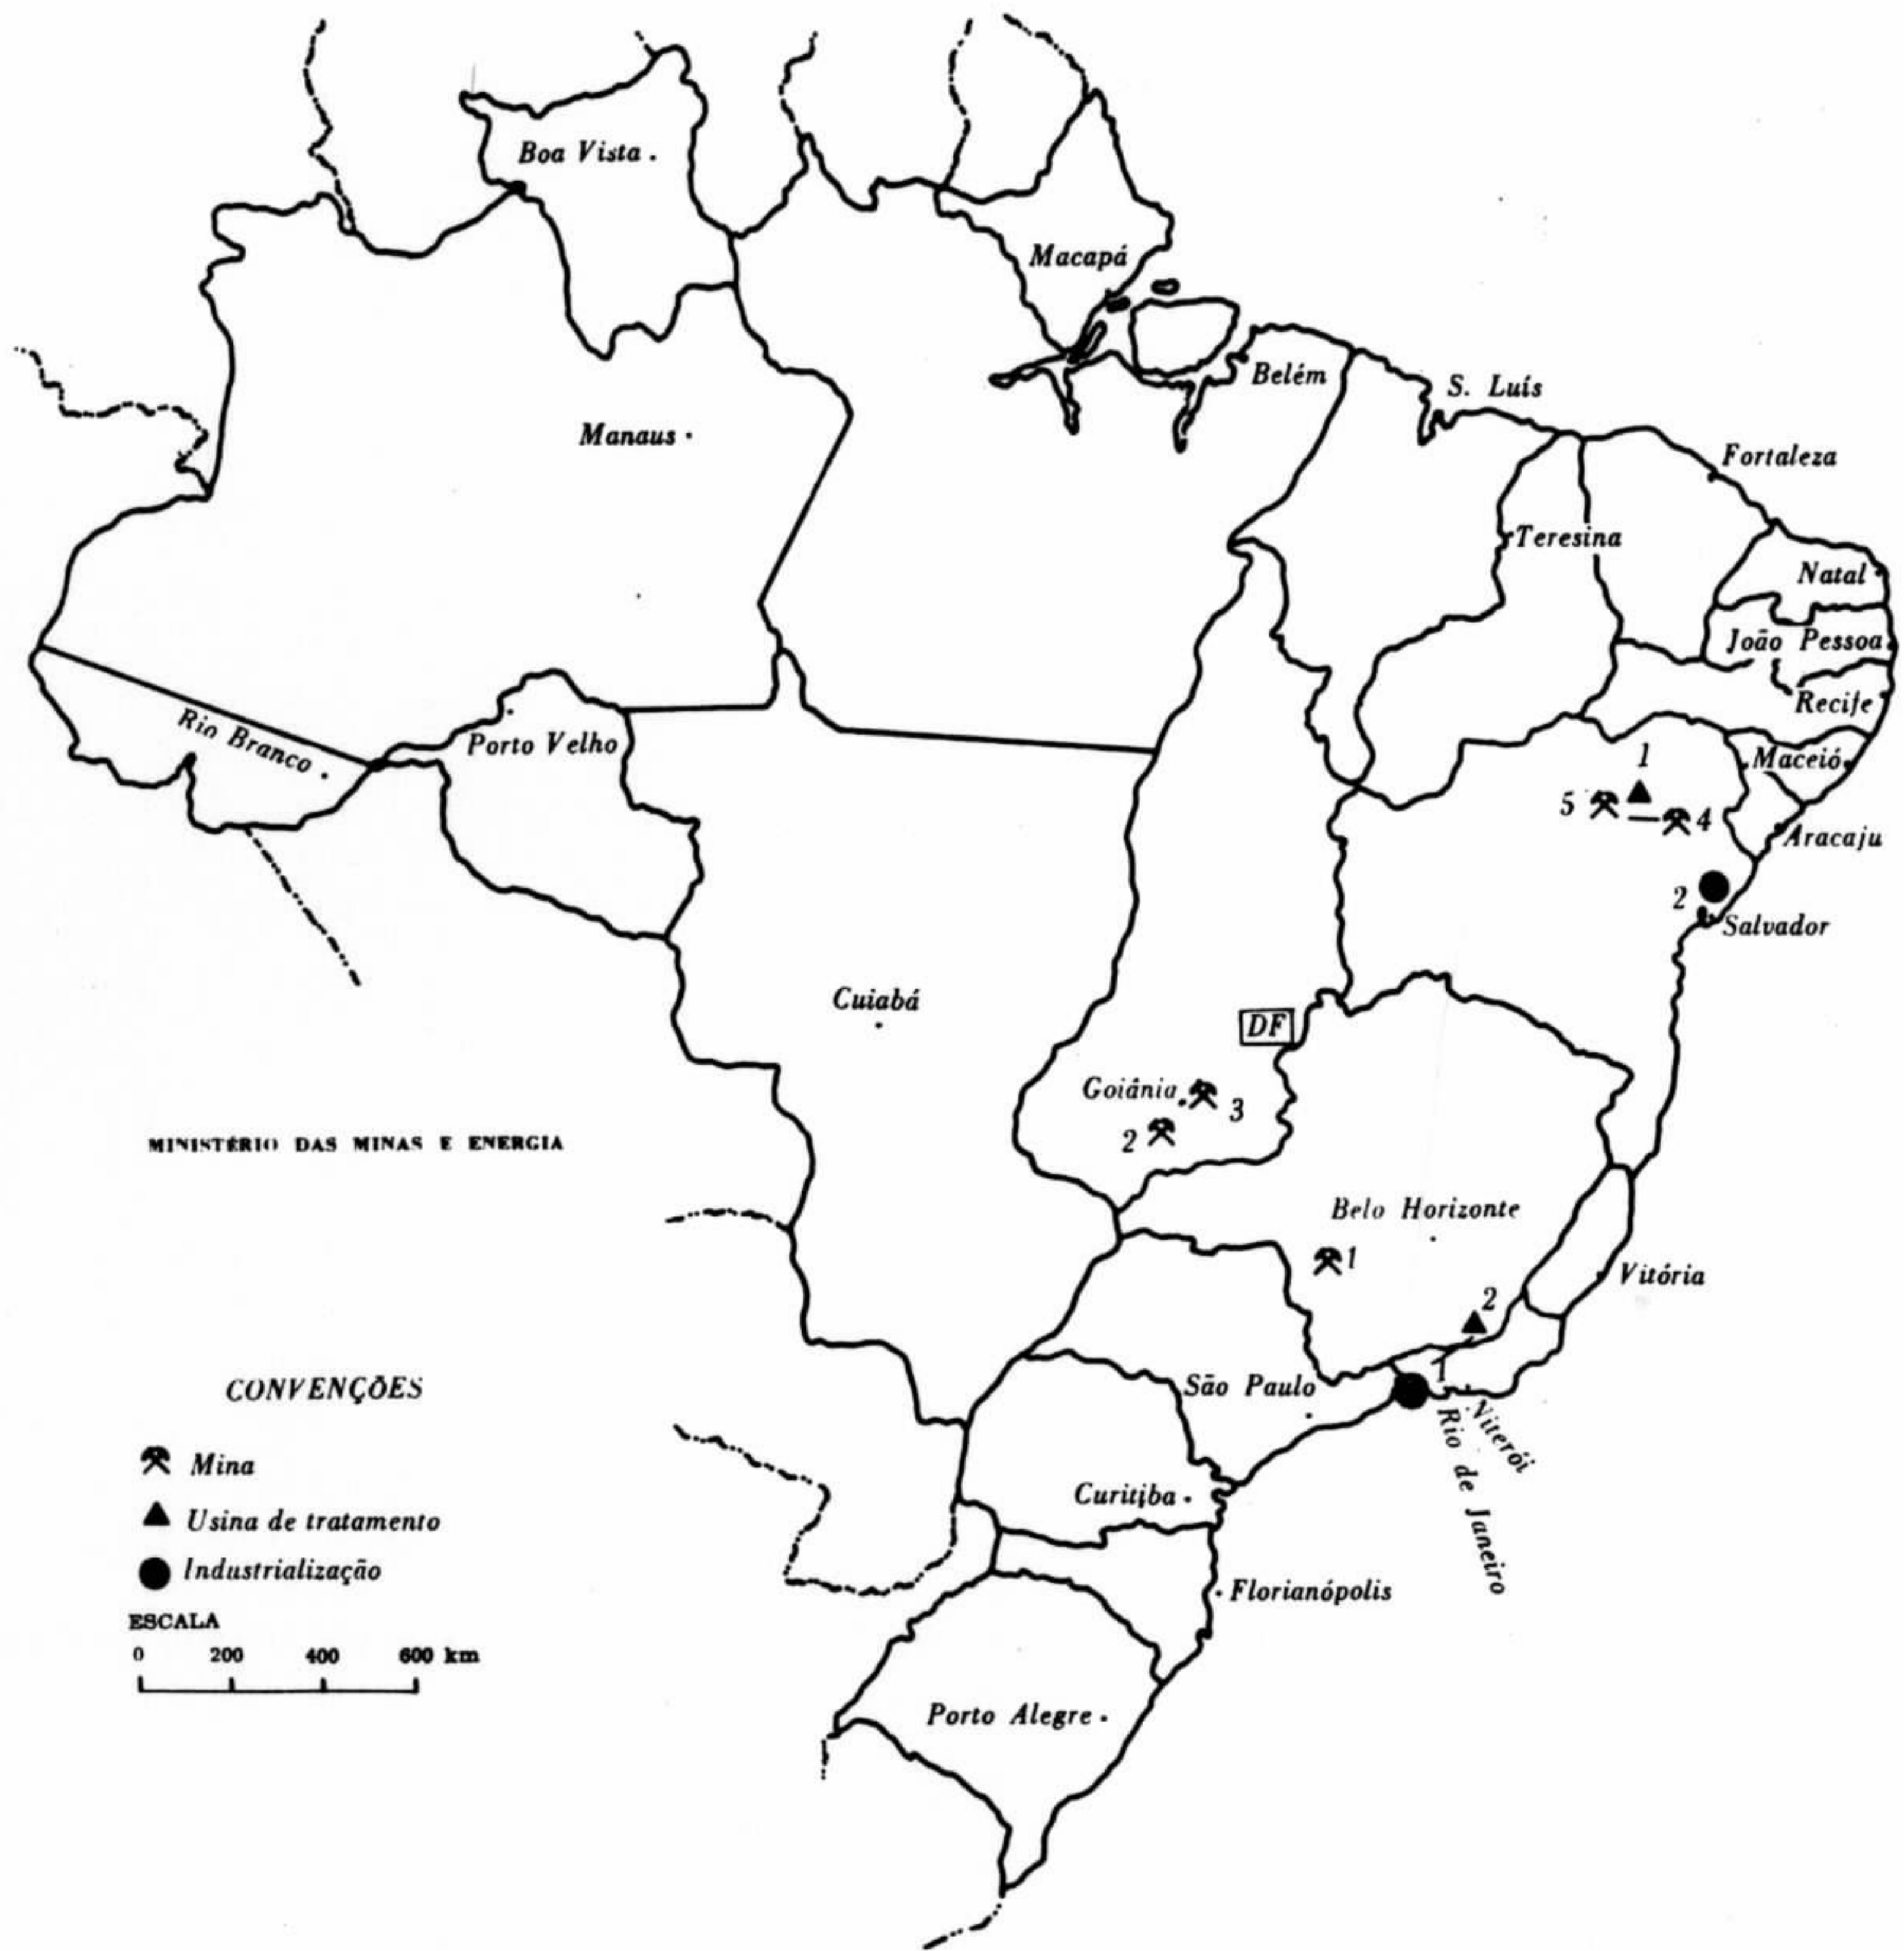 Boa Vista
Macapá
Belém
S. Luís
Manaus
Fortaleza
Teresina
Natal
João Pessoa
Recife
Rio Branco
Porto Velho
1
Maceió
5
4
Aracaju
2
Salvador
Cuiabá
DF
Goiânia
3
2
MINISTÉRIO DAS MINAS E ENERGIA
Belo Horizonte
1
Vitória
2
CONVENÇÕES
São Paulo
1
Niterói
Rio de Janeiro
Mina
Curitiba
Usina de tratamento
Industrialização
Florianópolis
ESCALA
0 200 400 600 km
Porto Alegre